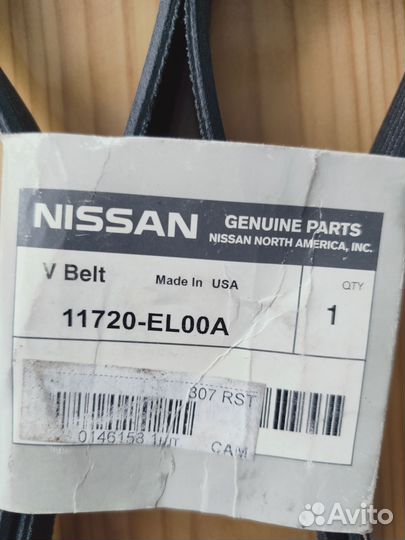 NISSAN
GENUINE PARTS
NISSAN NORTH AMERICA, INC.
V Belt
Made In USA
QTY
11720-EL00A
1
307 RST
CAM
Avito